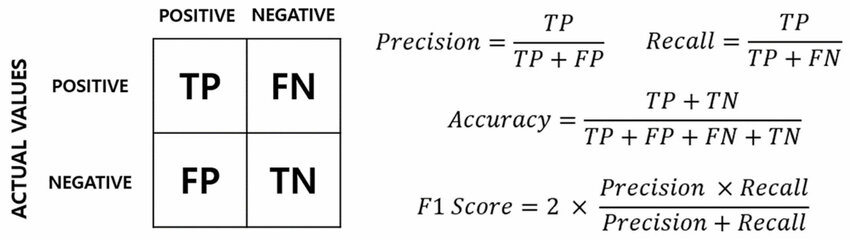 POSITIVE NEGATIVE
ACTUAL VALUES
POSITIVE TP FN
NEGATIVE FP TN
Precision = TP / TP + FP
Recall = TP / TP + FN
Accuracy = TP + TN / TP + FP + FN + TN
F1 Score = 2 × Precision × Recall / Precision + Recall